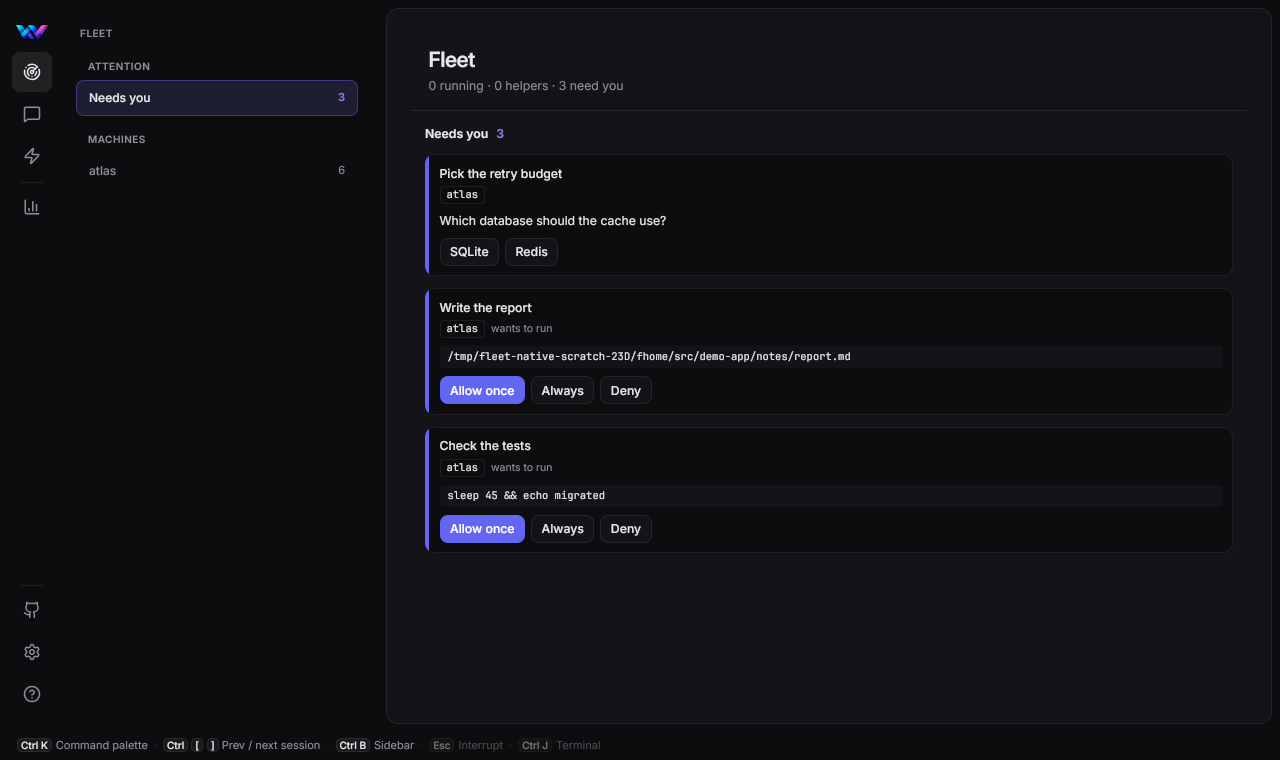 FLEET
ATTENTION
Needs you 3
MACHINES
atlas 6
Fleet
0 running · 0 helpers · 3 need you
Needs you 3
Pick the retry budget
atlas
Which database should the cache use?
SQLite Redis
Write the report
atlas wants to run
/tmp/fleet-native-scratch-23D/fhome/src/demo-app/notes/report.md
Allow once Always Deny
Check the tests
atlas wants to run
sleep 45 && echo migrated
Allow once Always Deny
Ctrl K Command palette · Ctrl [ ] Prev / next session · Ctrl B Sidebar · Esc Interrupt · Ctrl J Terminal